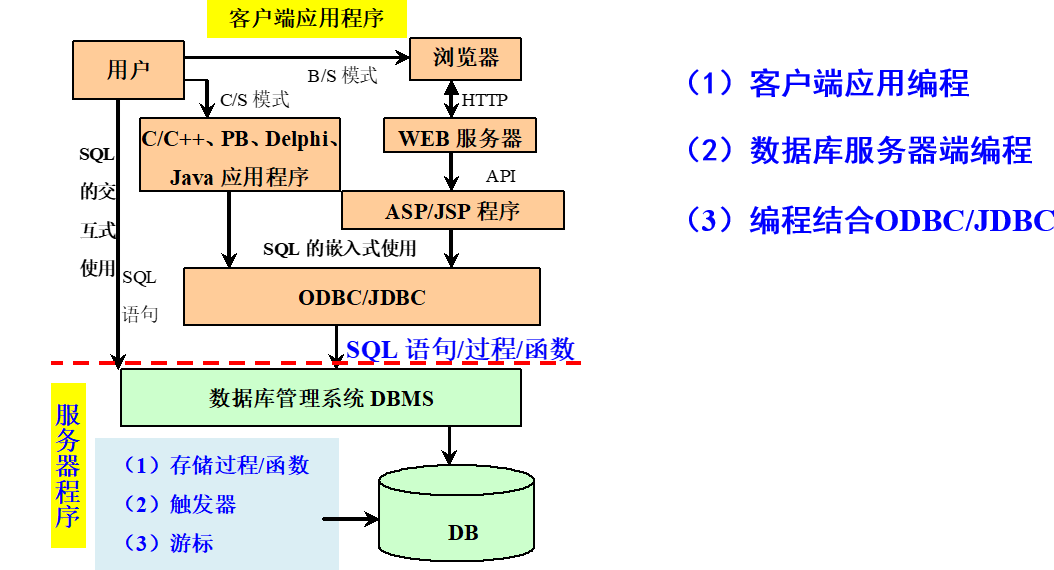 客户端应用程序
用户
浏览器
B/S 模式
C/S 模式
HTTP
C/C++、PB、Delphi、
Java 应用程序
WEB 服务器
API
ASP/JSP 程序
SQL
的交
互式
使用
SQL
语句
SQL 的嵌入式使用
ODBC/JDBC
SQL 语句/过程/函数
数据库管理系统 DBMS
服务器程序
（1）存储过程/函数
（2）触发器
（3）游标
DB
（1）客户端应用编程
（2）数据库服务器端编程
（3）编程结合ODBC/JDBC